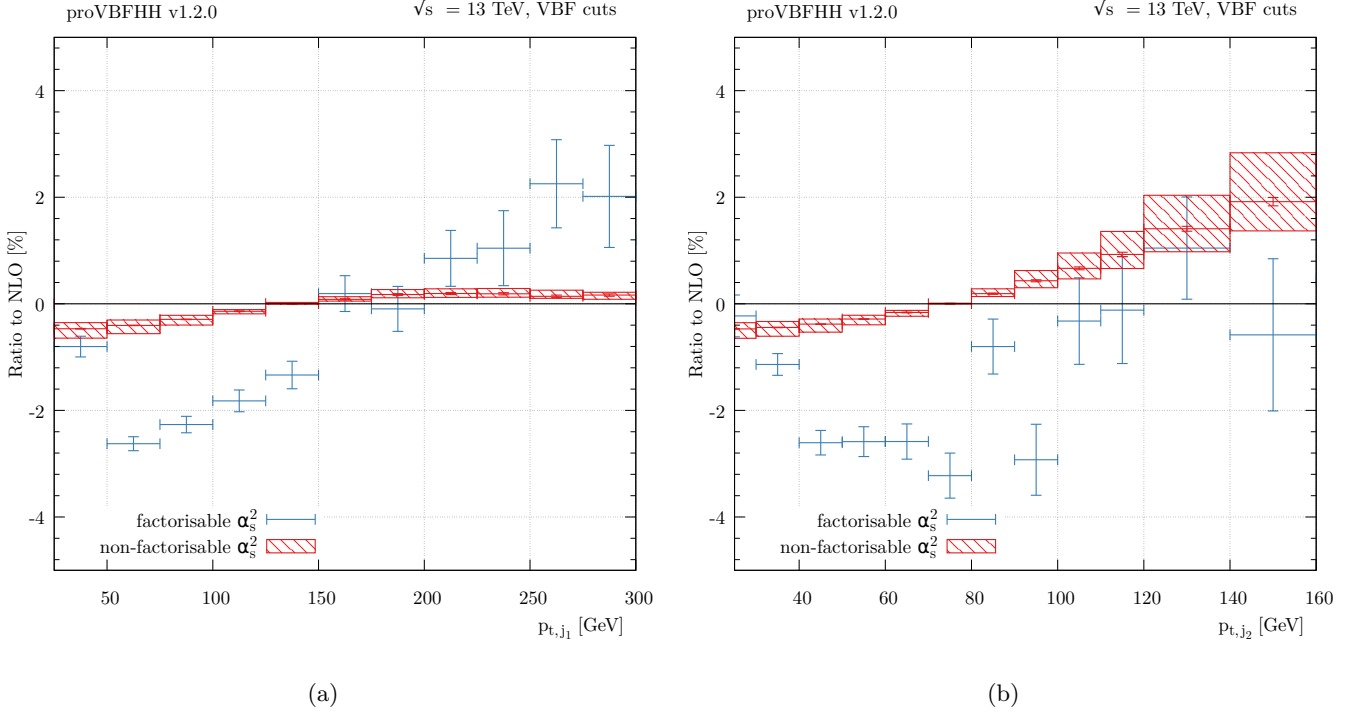 proVBFHH v1.2.0
√s = 13 TeV, VBF cuts
Ratio to NLO [%]
4
2
0
-2
-4
factorisable α_s^2
non-factorisable α_s^2
50 100 150 200 250 300
p_{t,j_1} [GeV]
(a)
proVBFHH v1.2.0
√s = 13 TeV, VBF cuts
Ratio to NLO [%]
4
2
0
-2
-4
factorisable α_s^2
non-factorisable α_s^2
40 60 80 100 120 140 160
p_{t,j_2} [GeV]
(b)